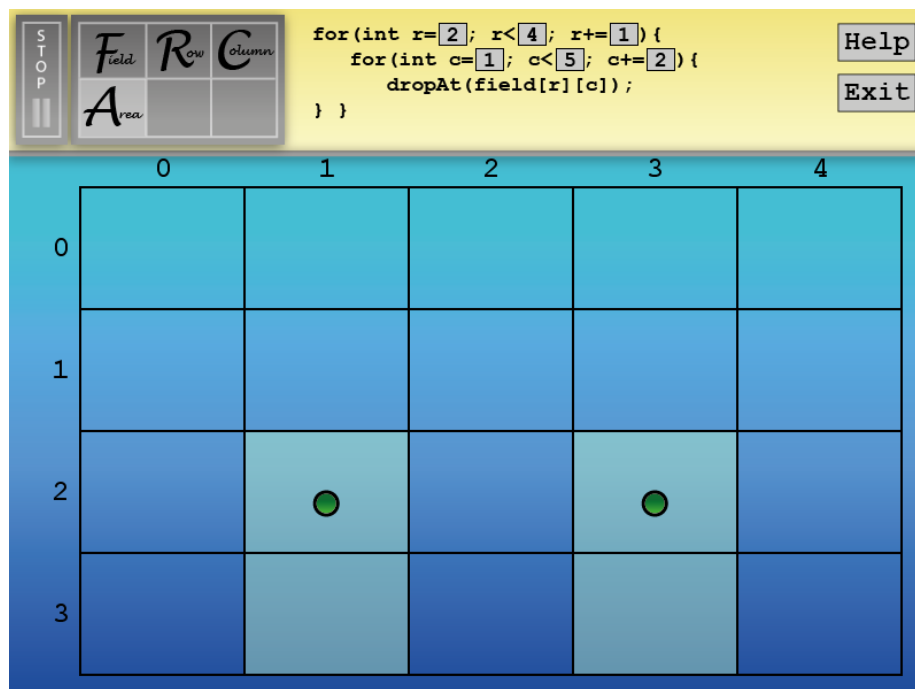 STOP
Field Row Column
Area
for(int r=2; r<4; r+=1){
for(int c=1; c<5; c+=2){
dropAt(field[r][c]);
} }
Help
Exit
0 1 2 3 4
0
1
2
3